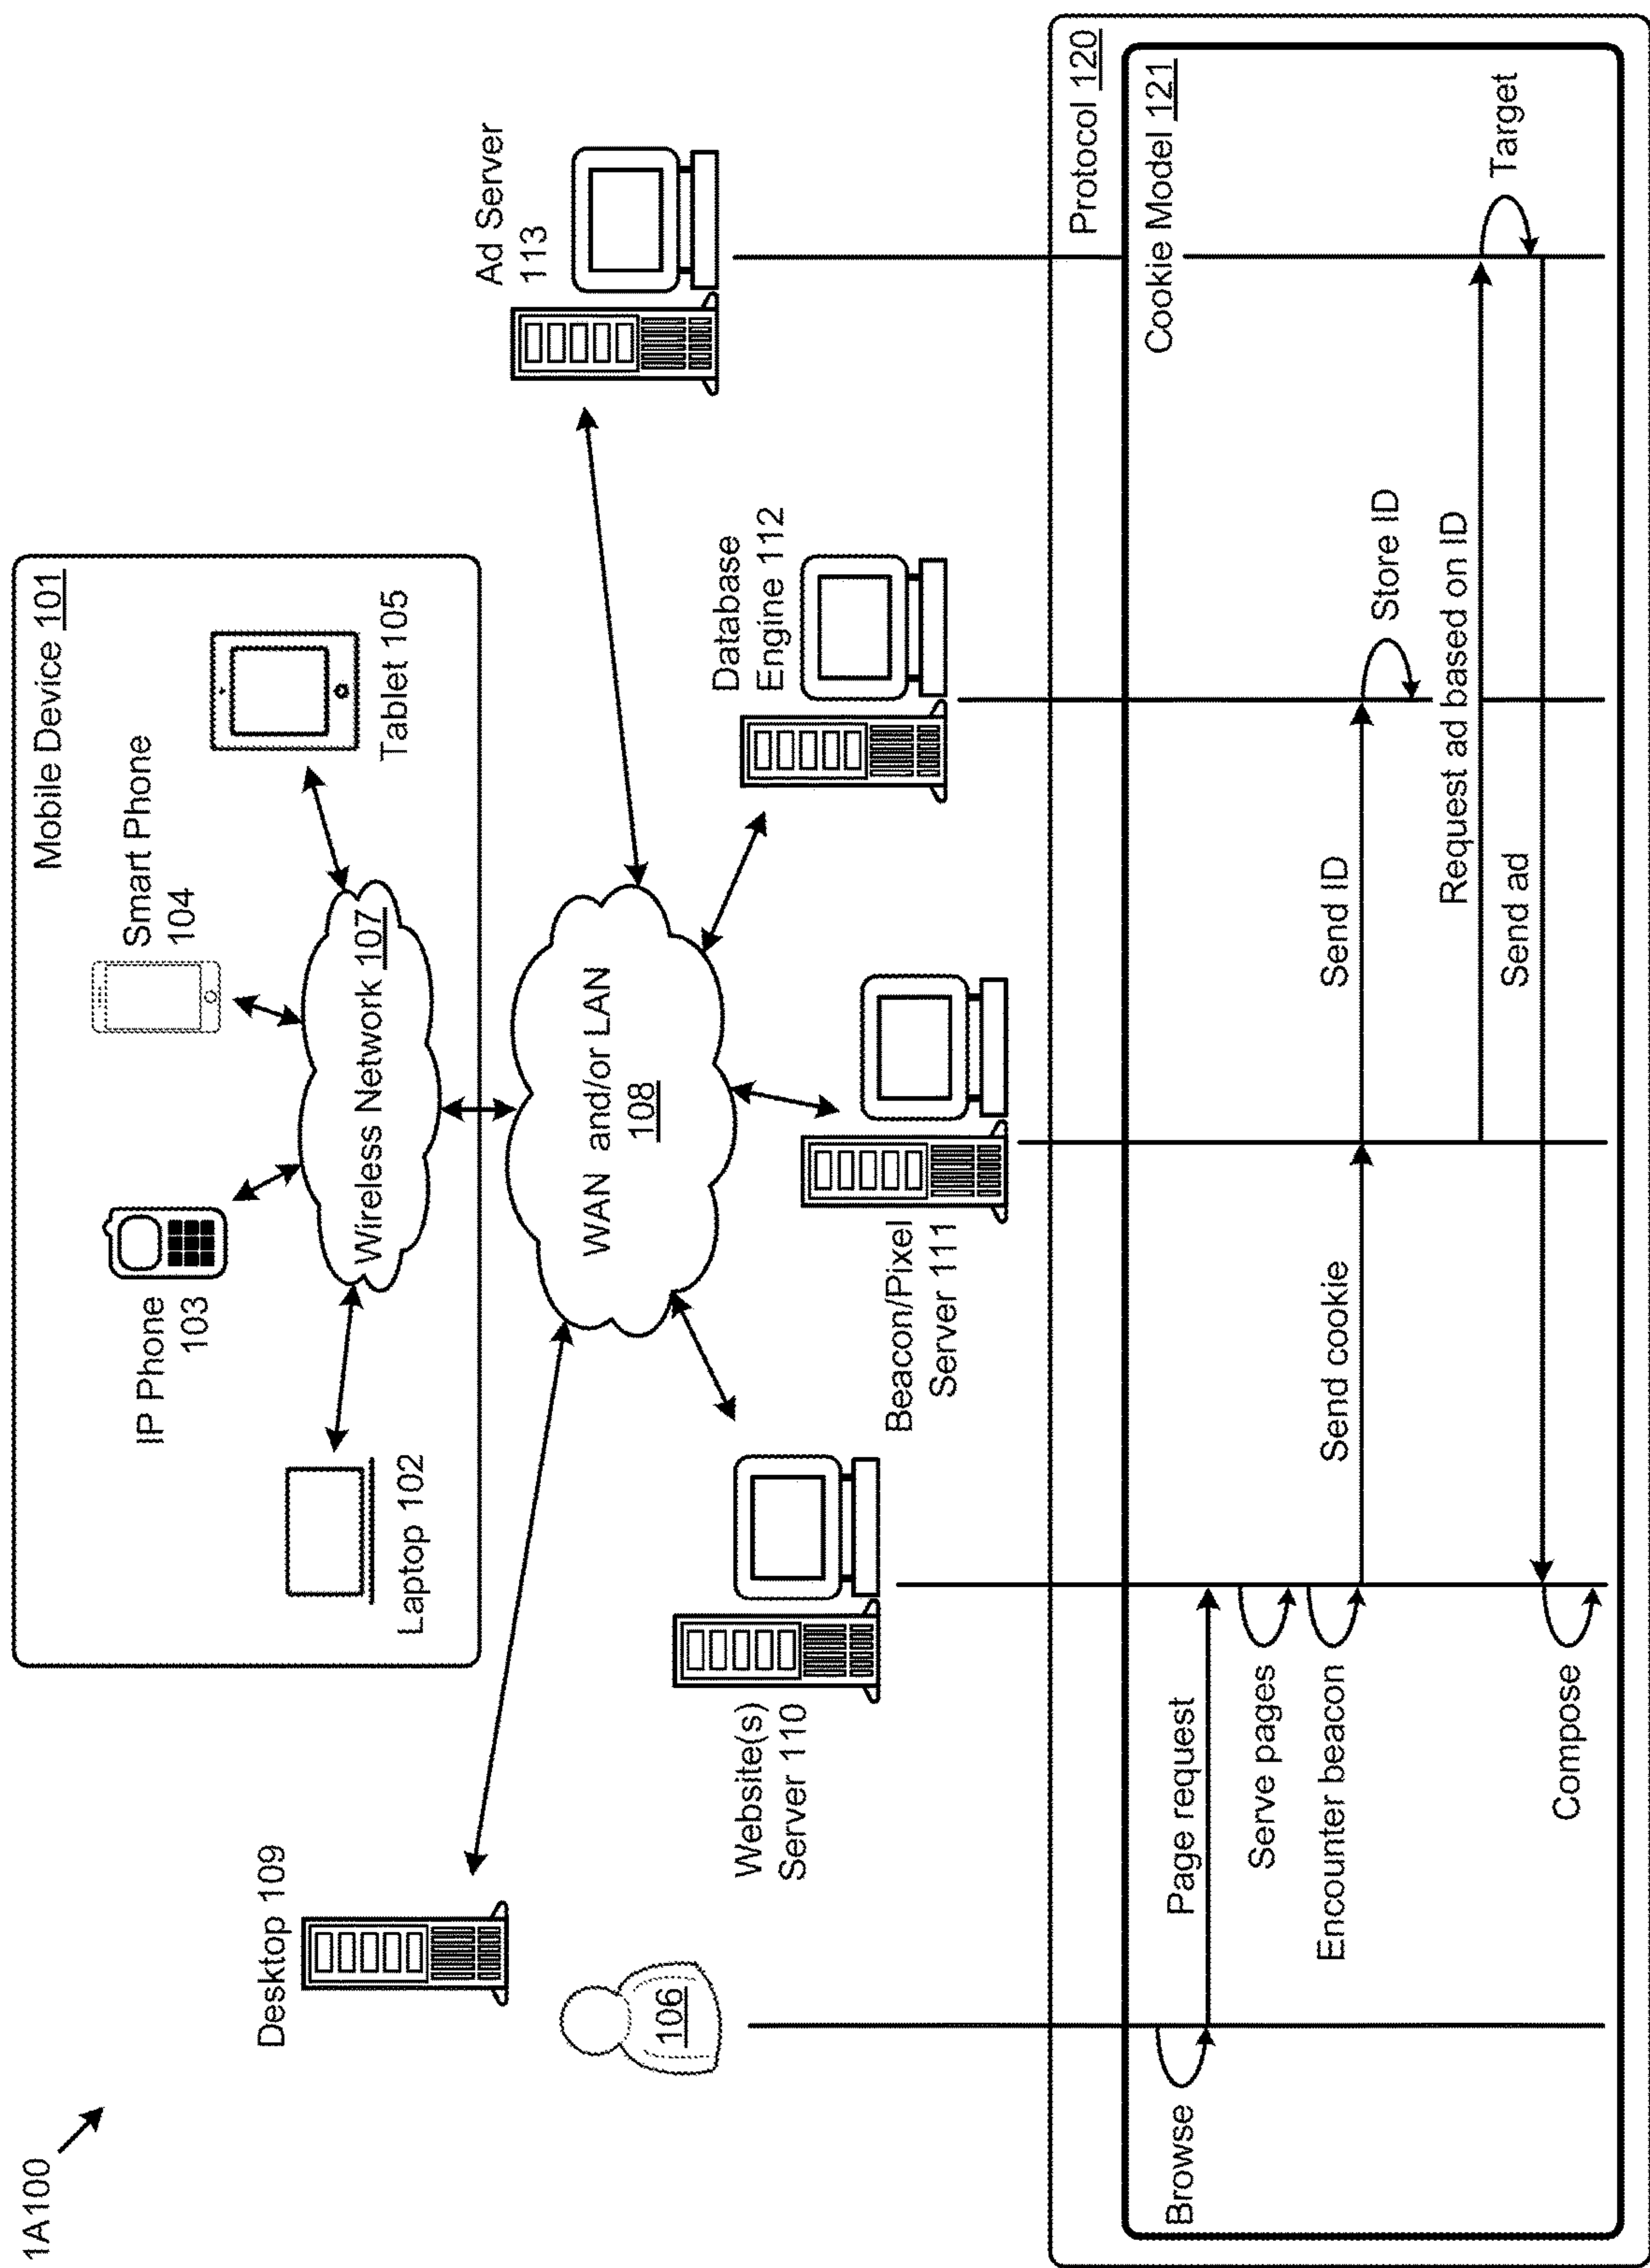 1A100
Mobile Device 101
IP Phone
103
Smart Phone
104
Laptop 102
Tablet 105
Wireless Network 107
Desktop 109
WAN and/or LAN
108
106
Website(s)
Server 110
Beacon/Pixel
Server 111
Database
Engine 112
Ad Server
113
Protocol 120
Cookie Model 121
Browse
Page request
Serve pages
Encounter beacon
Send cookie
Send ID
Store ID
Request ad based on ID
Target
Send ad
Compose